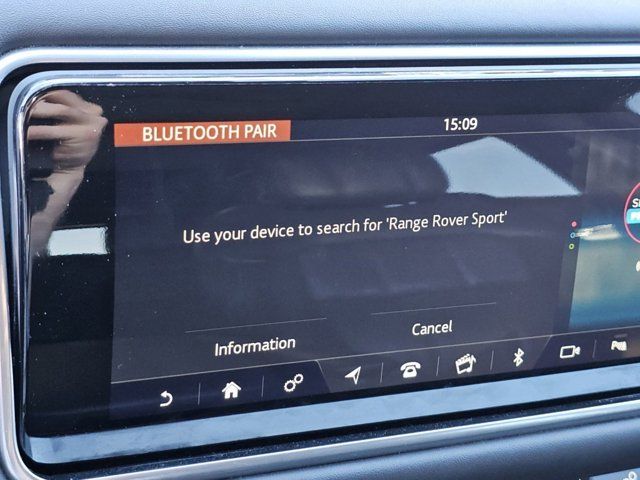 BLUETOOTH PAIR
15:09
Use your device to search for 'Range Rover Sport'
Information
Cancel